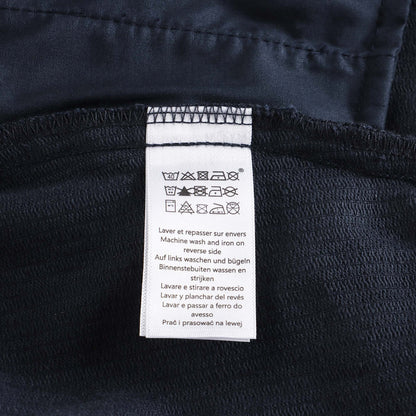 Laver et repasser sur envers
Machine wash and iron on
reverse side
Auf links waschen und bügeln
Binnenstebuiten wassen en
strijken
Lavare e stirare a rovescio
Lavar y planchar del revés
Lavar e passar a ferro do
avesso
Prać i prasować na lewej